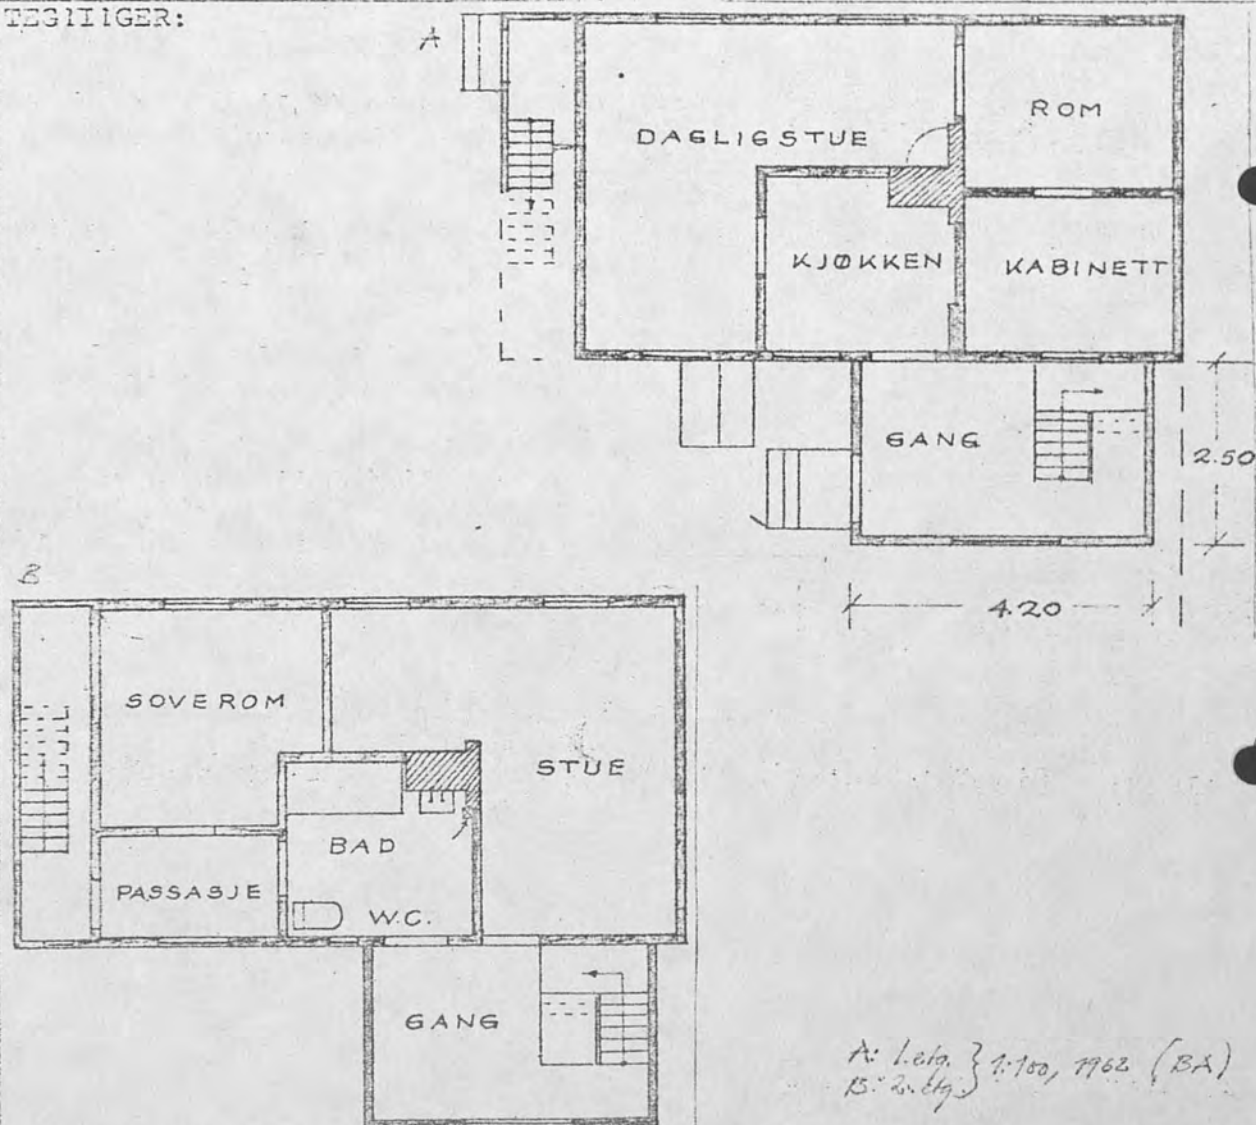 TEGNINGER:
A
DAGLIGSTUE
ROM
KJØKKEN
KABINETT
GANG
2.50
4.20
B
SOVEROM
STUE
BAD
PASSASJE
W.C.
GANG
A: 1. etg. } 1:100, 1962 (BA)
B: 2. etg. }